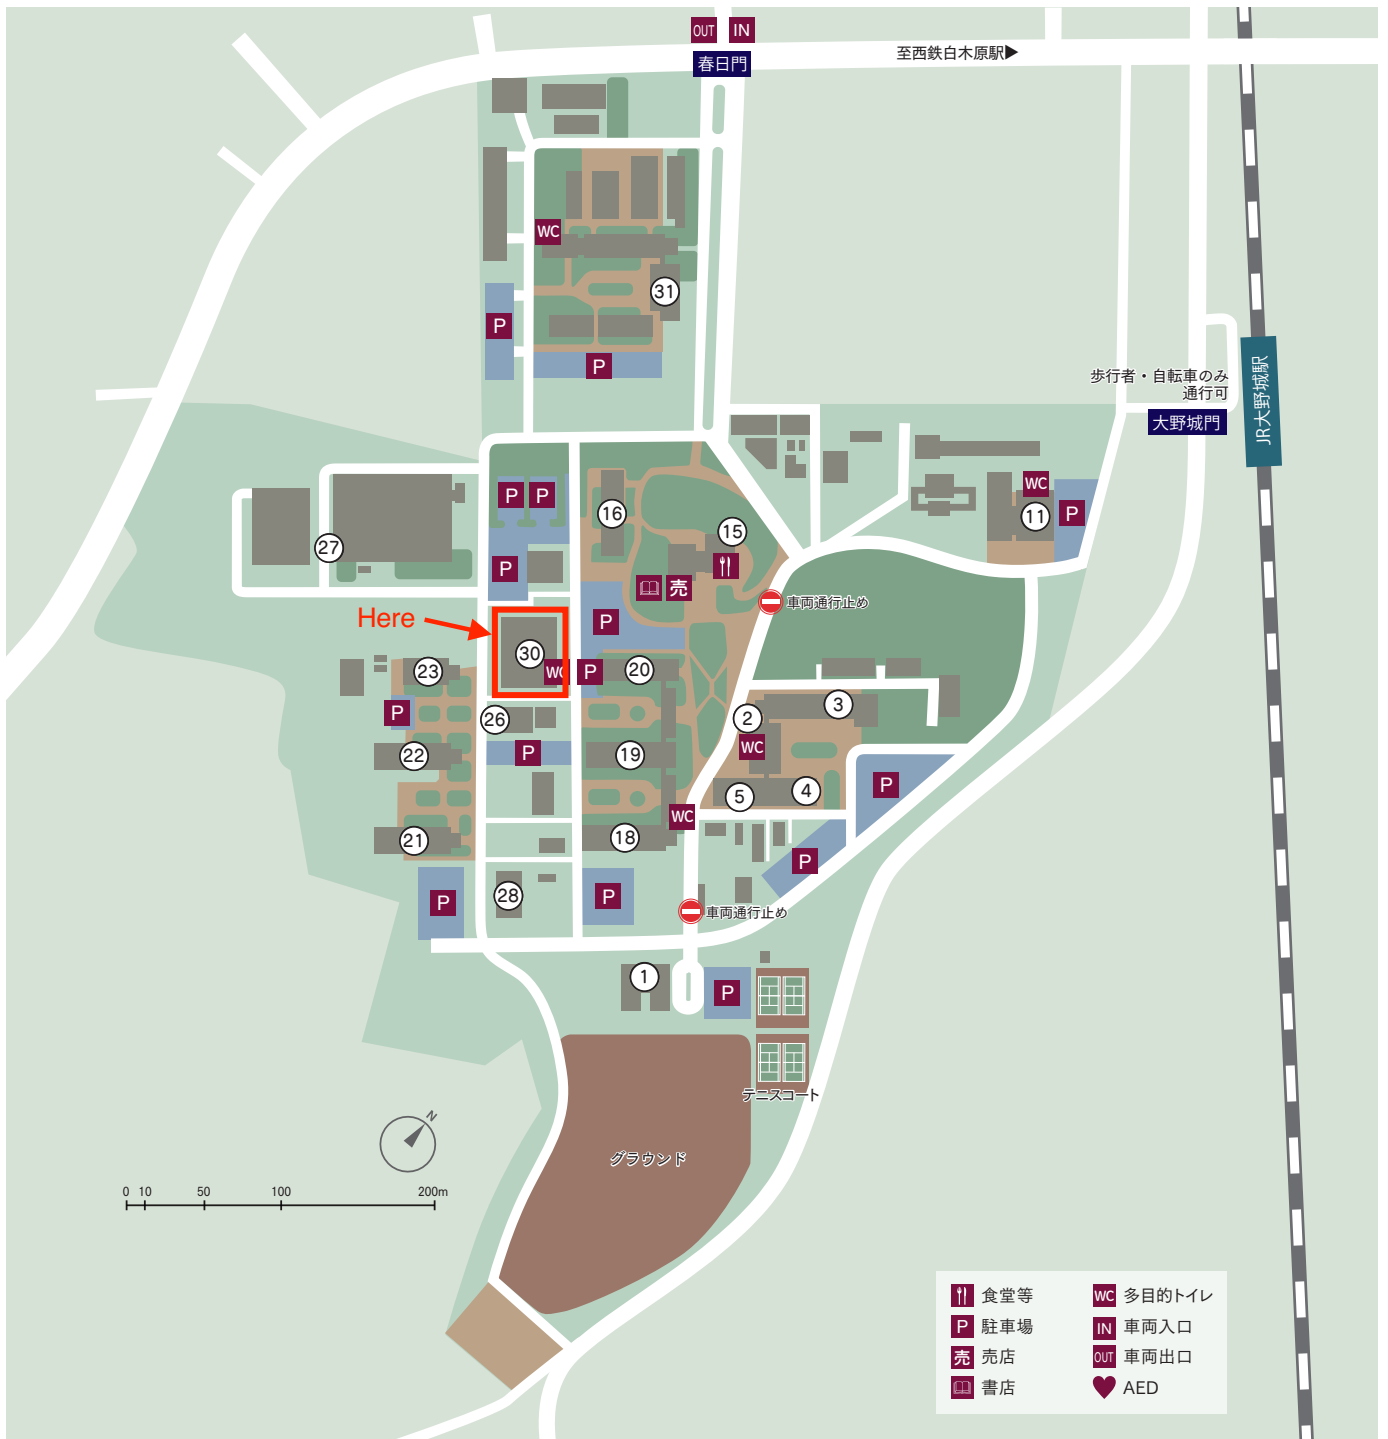 OUT IN
春日門
至西鉄白木原駅▶
WC
31
P
P
歩行者・自転車のみ
通行可
大野城門
JR大野城駅
P P
16
15
WC
11
P
27
P
売
車両通行止め
P
Here
30
WC
P
20
23
P
26
2
3
WC
22
P
19
P
5
4
WC
21
18
P
28
P
P
車両通行止め
1
P
テニスコート
グラウンド
N
0 10 50 100 200m
食堂等
WC 多目的トイレ
P 駐車場
IN 車両入口
売 売店
OUT 車両出口
書店
AED